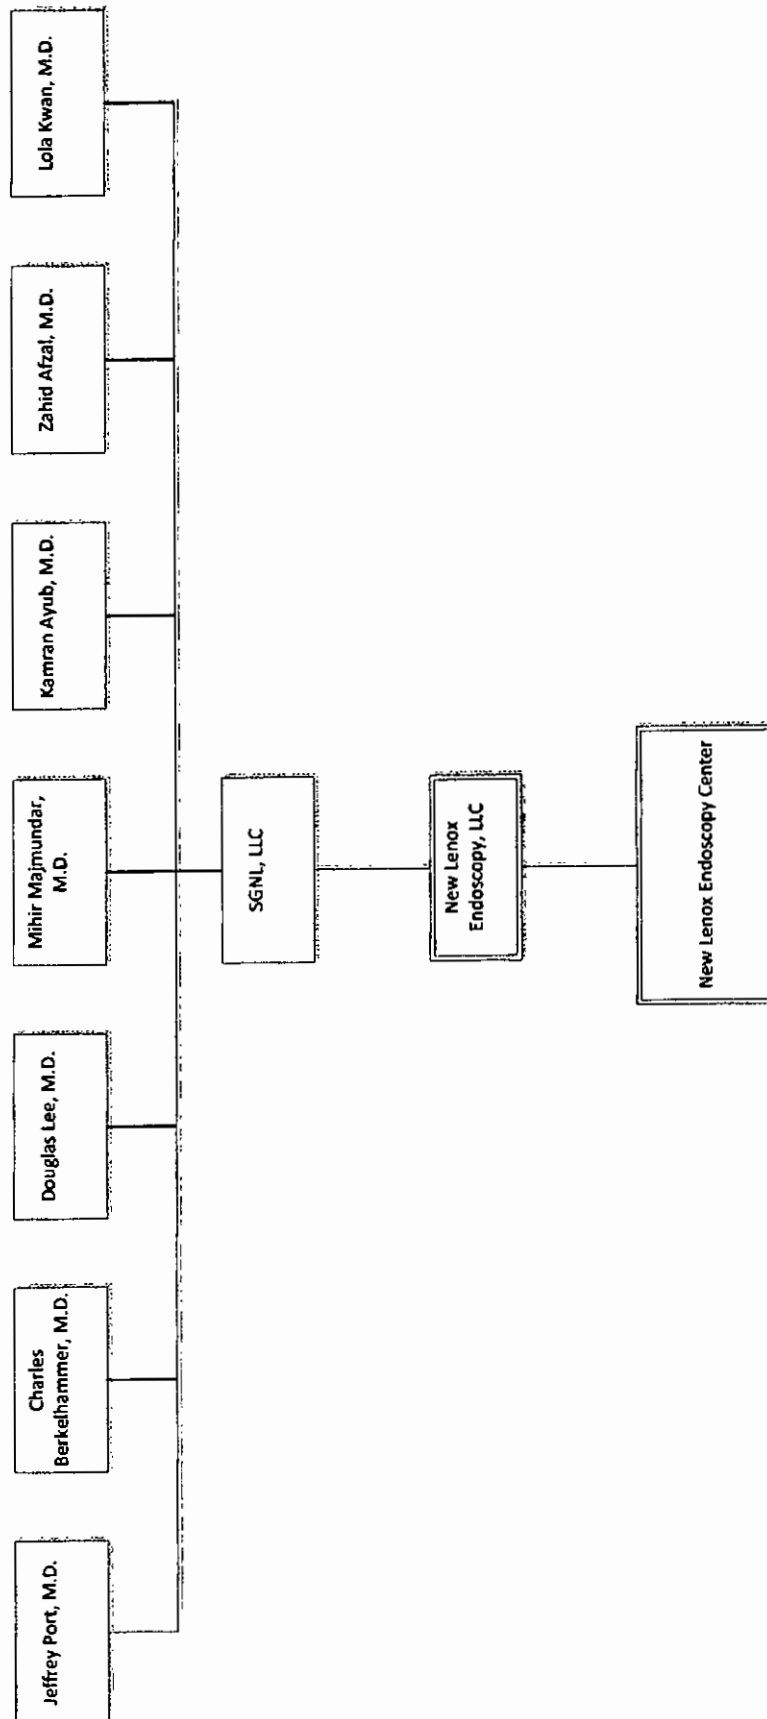 Jeffrey Port, M.D.
Charles
Berkelhammer, M.D.
Douglas Lee, M.D.
Mihir Majmundar,
M.D.
Kamran Ayub, M.D.
Zahid Afzal, M.D.
Lola Kwan, M.D.
SGNL, LLC
New Lenox
Endoscopy, LLC
New Lenox Endoscopy Center